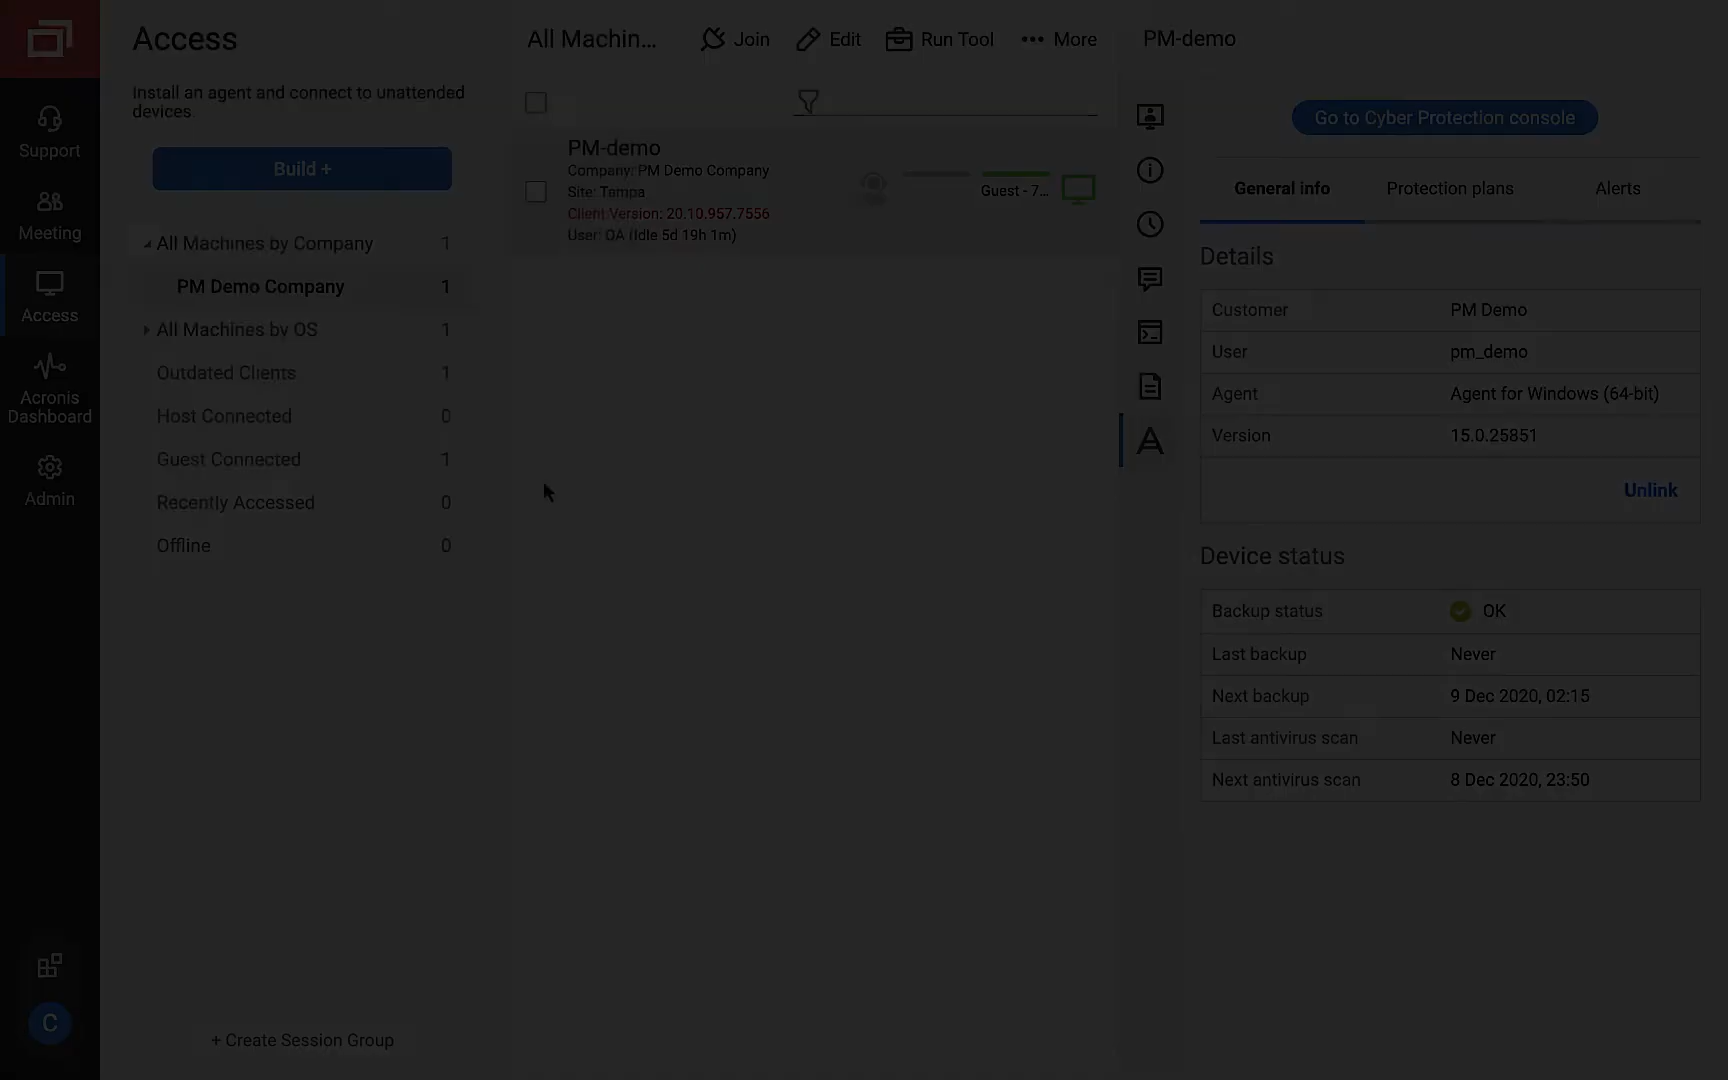 Support
Meeting
Access
Acronis
Dashboard
Admin
C
Access
Install an agent and connect to unattended
devices.
Build +
All Machines by Company 1
PM Demo Company 1
All Machines by OS 1
Outdated Clients 1
Host Connected 0
Guest Connected 1
Recently Accessed 0
Offline 0
+ Create Session Group
All Machin...
Join
Edit
Run Tool
More
PM-demo
Company: PM Demo Company
Site: Tampa
Client Version: 20.10.957.7556
User: QA (Idle 5d 19h 1m)
Guest - 7...
PM-demo
Go to Cyber Protection console
General info
Protection plans
Alerts
Details
Customer PM Demo
User pm_demo
Agent Agent for Windows (64-bit)
Version 15.0.25851
Unlink
Device status
Backup status OK
Last backup Never
Next backup 9 Dec 2020, 02:15
Last antivirus scan Never
Next antivirus scan 8 Dec 2020, 23:50